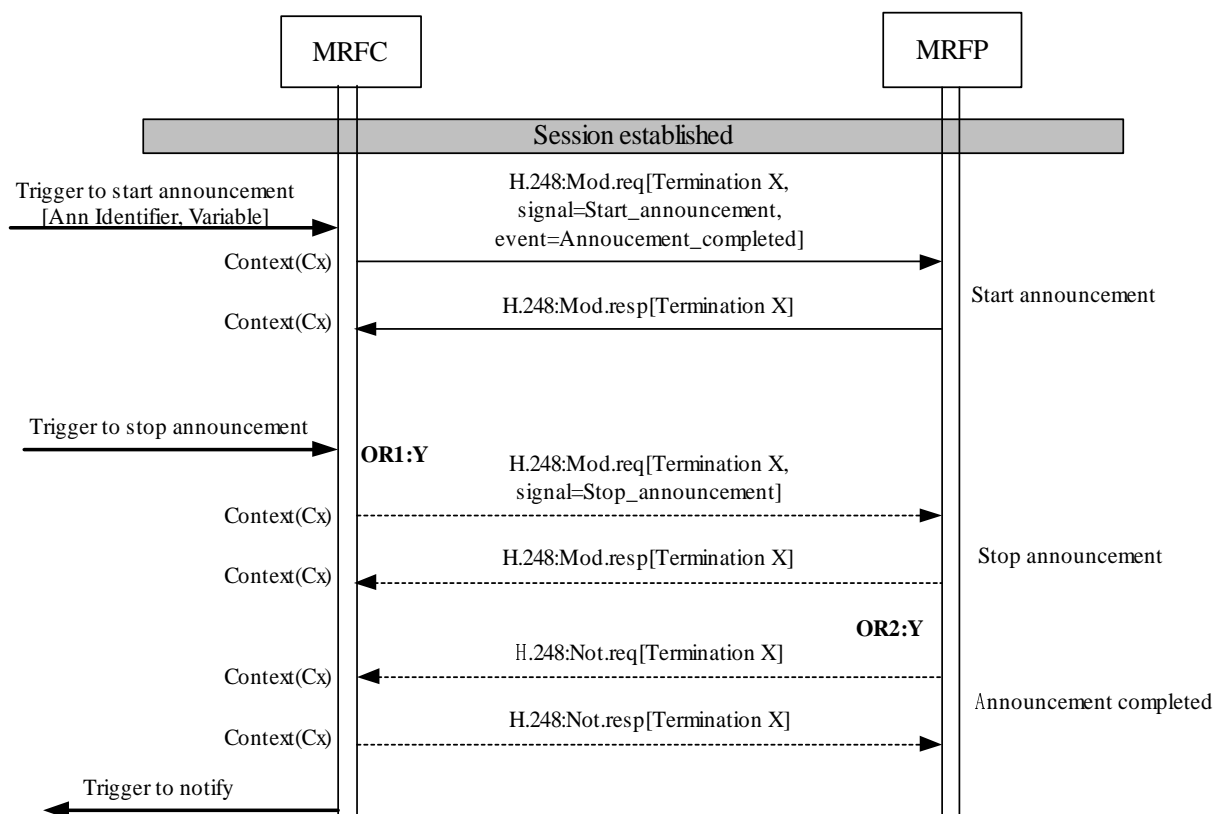 MRFC
MRFP
Session established
Trigger to start announcement
[Ann Identifier, Variable]
H.248:Mod.req[Termination X,
signal=Start_announcement,
event=Annoucement_completed]
Context(Cx)
Start announcement
H.248:Mod.resp[Termination X]
Context(Cx)
Trigger to stop announcement
OR1:Y
H.248:Mod.req[Termination X,
signal=Stop_announcement]
Context(Cx)
H.248:Mod.resp[Termination X]
Stop announcement
Context(Cx)
OR2:Y
H.248:Not.req[Termination X]
Context(Cx)
Announcement completed
H.248:Not.resp[Termination X]
Context(Cx)
Trigger to notify